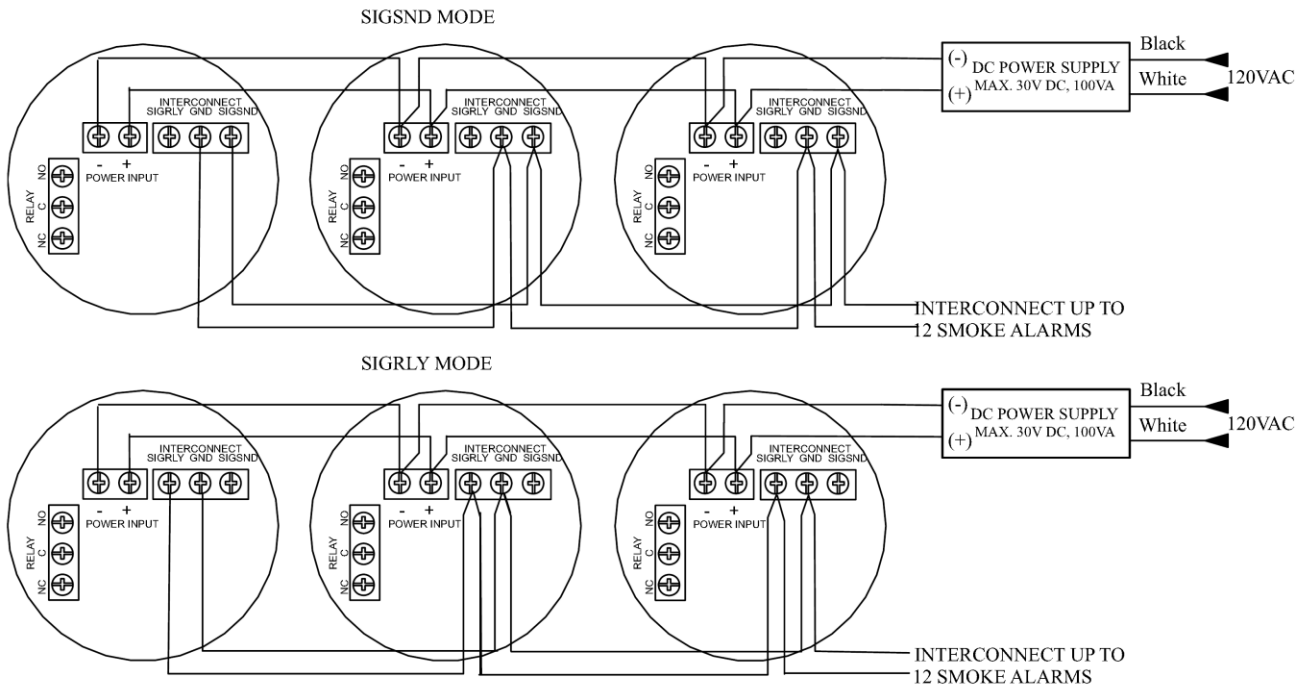 SIGSND MODE
INTERCONNECT
SIGRLY GND SIGSND
- +
POWER INPUT
RELAY
NO
C
NC
INTERCONNECT
SIGRLY GND SIGSND
- +
POWER INPUT
RELAY
NO
C
NC
INTERCONNECT
SIGRLY GND SIGSND
- +
POWER INPUT
RELAY
NO
C
NC
(-)
(+)
DC POWER SUPPLY
MAX. 30V DC, 100VA
Black
White
120VAC
INTERCONNECT UP TO
12 SMOKE ALARMS
SIGRLY MODE
INTERCONNECT
SIGRLY GND SIGSND
- +
POWER INPUT
RELAY
NO
C
NC
INTERCONNECT
SIGRLY GND SIGSND
- +
POWER INPUT
RELAY
NO
C
NC
INTERCONNECT
SIGRLY GND SIGSND
- +
POWER INPUT
RELAY
NO
C
NC
(-)
(+)
DC POWER SUPPLY
MAX. 30V DC, 100VA
Black
White
120VAC
INTERCONNECT UP TO
12 SMOKE ALARMS